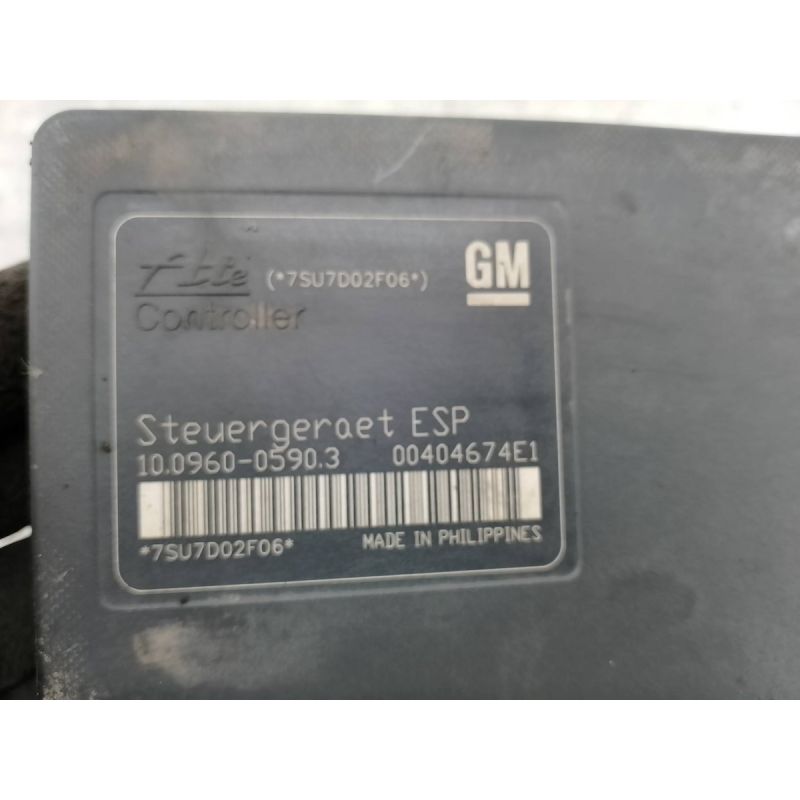 Ate (*7SU7D02F06*) GM
Controller
Steuergeraet ESP
10.0960-0590.3 00404674E1
*7SU7D02F06* MADE IN PHILIPPINES